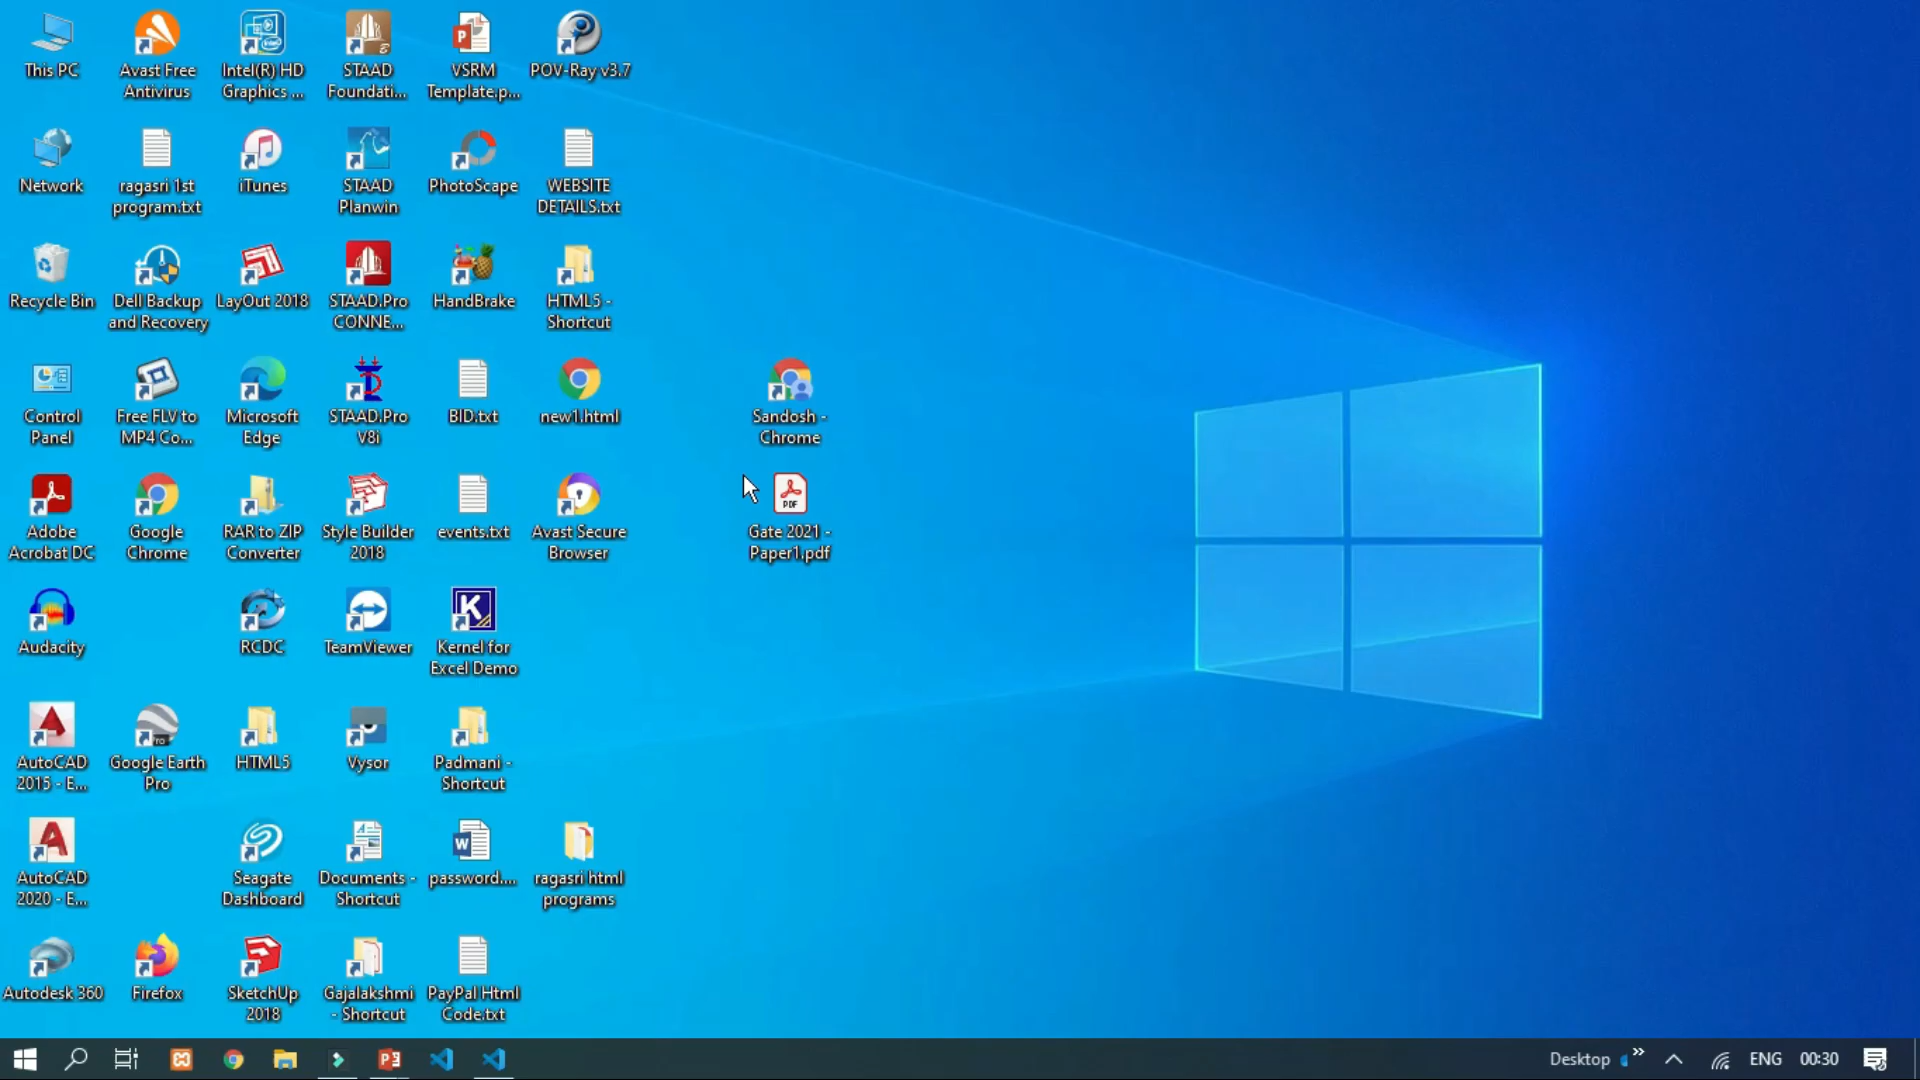 This PC
Avast Free
Antivirus
Intel(R) HD
Graphics ...
STAAD
Foundati...
VSRM
Template.p...
POV-Ray v3.7
Network
ragasri 1st
program.txt
iTunes
STAAD
Planwin
PhotoScape
WEBSITE
DETAILS.txt
Recycle Bin
Dell Backup
and Recovery
LayOut 2018
STAAD.Pro
CONNE...
HandBrake
HTML5 -
Shortcut
Control
Panel
Free FLV to
MP4 Co...
Microsoft
Edge
STAAD.Pro
V8i
BID.txt
new1.html
Sandosh -
Chrome
Adobe
Acrobat DC
Google
Chrome
RAR to ZIP
Converter
Style Builder
2018
events.txt
Avast Secure
Browser
PDF
Gate 2021 -
Paper1.pdf
Audacity
RCDC
TeamViewer
K
Kernel for
Excel Demo
AutoCAD
2015 - E...
Google Earth
Pro
HTML5
Vysor
Padmani -
Shortcut
AutoCAD
2020 - E...
Seagate
Dashboard
Documents -
Shortcut
password....
ragasri html
programs
Autodesk 360
Firefox
SketchUp
2018
Gajalakshmi
- Shortcut
PayPal Html
Code.txt
Desktop
ENG
00:30